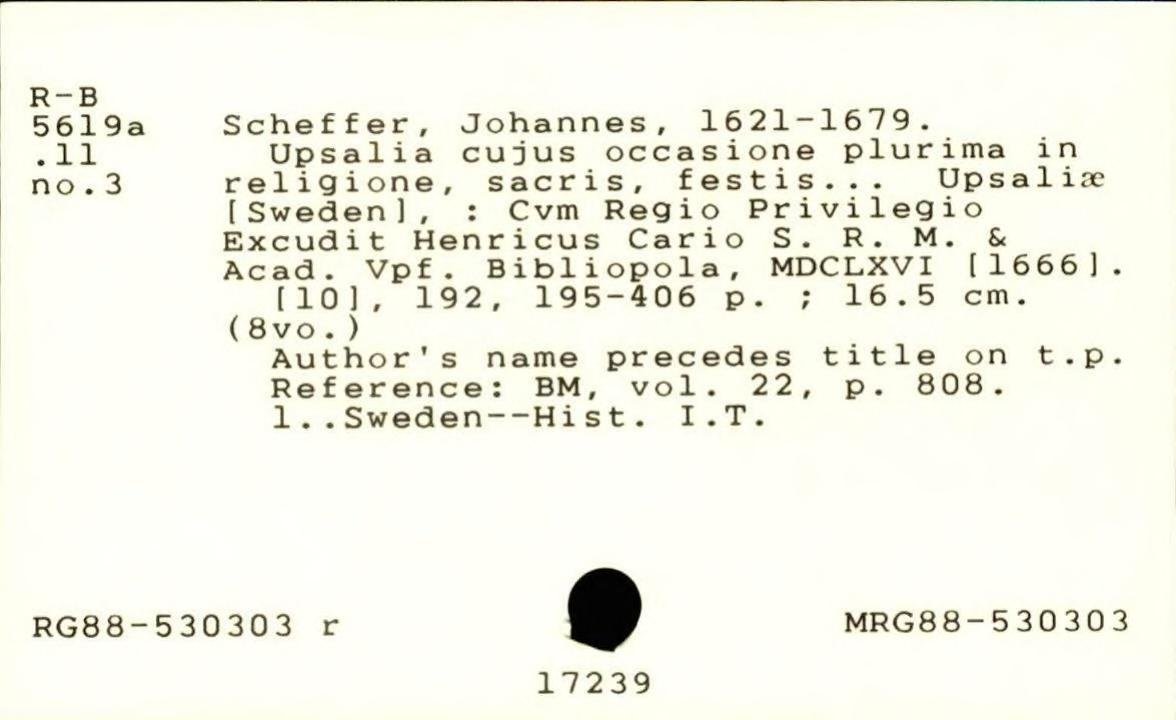 R-B
5619a Scheffer, Johannes, 1621-1679.
.11 Upsalia cujus occasione plurima in
no.3 religione, sacris, festis... Upsaliæ
[Sweden], : Cvm Regio Privilegio
Excudit Henricus Cario S. R. M. &
Acad. Vpf. Bibliopola, MDCLXVI [1666].
[10], 192, 195-406 p. ; 16.5 cm.
(8vo.)
Author's name precedes title on t.p.
Reference: BM, vol. 22, p. 808.
1..Sweden--Hist. I.T.
RG88-530303 r MRG88-530303
17239